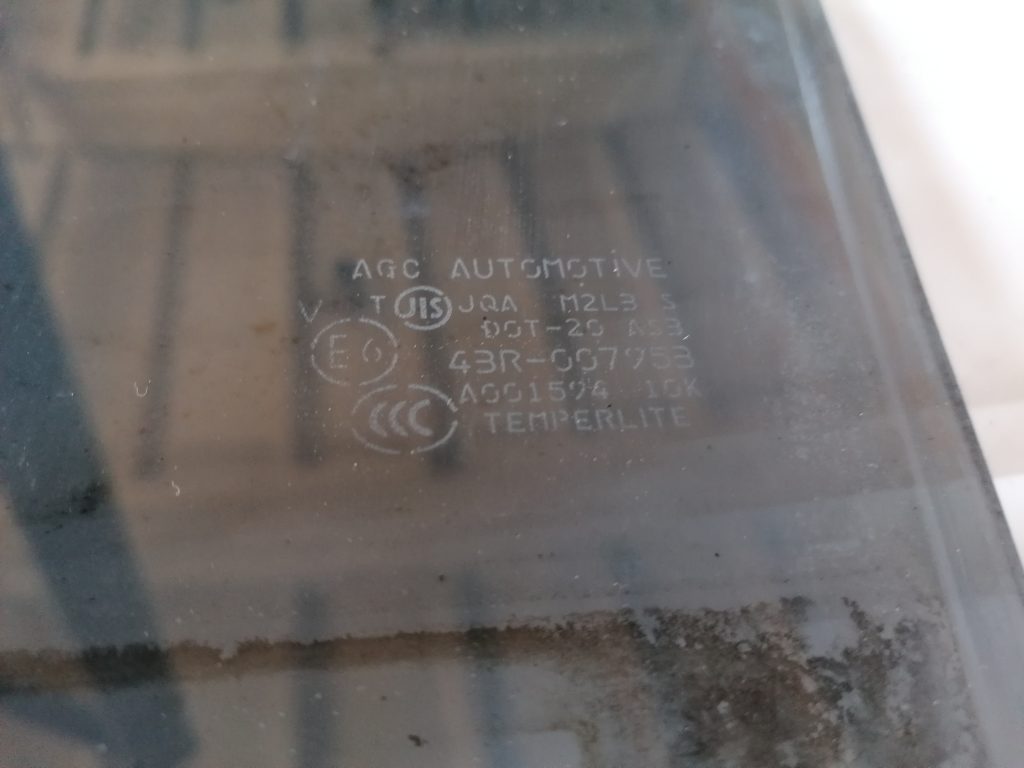 AGC AUTOMOTIVE
T JIS JQA M2L3 S
DOT-20 AS3
E6 43R-007953
A001594 10K
CCC TEMPERLITE